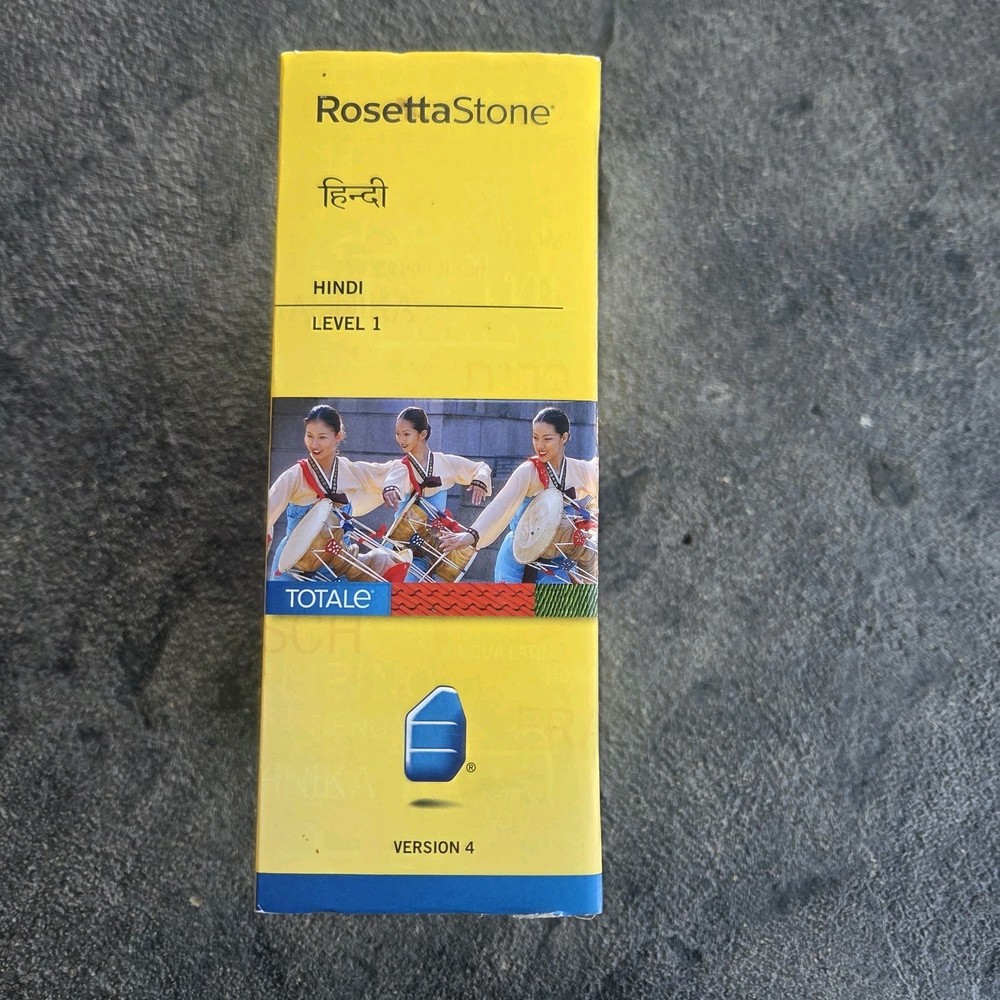 RosettaStone®
हिन्दी
HINDI
LEVEL 1
TOTALe®
®
VERSION 4